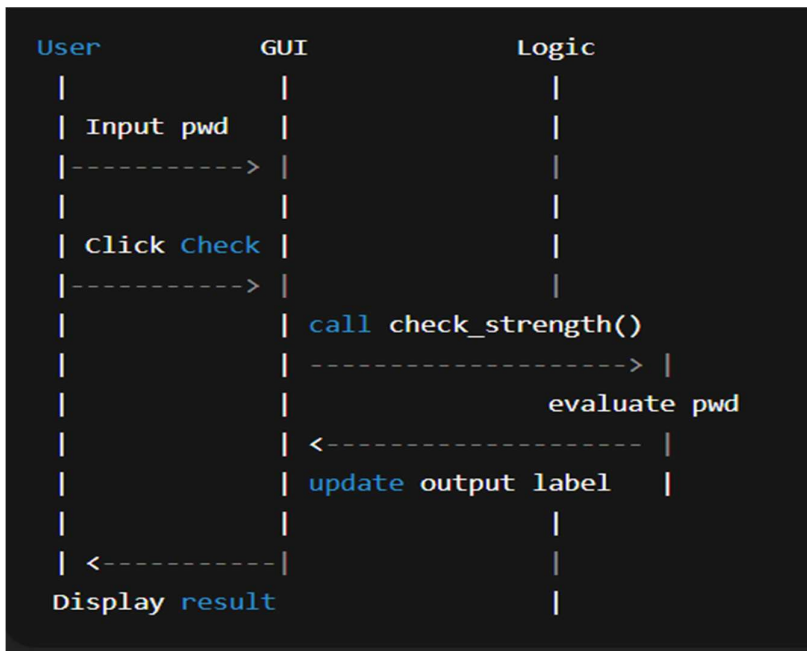 User GUI Logic
| | |
| Input pwd | |
|-----------> | |
| | |
| Click Check | |
|-----------> | |
| | call check_strength()
| | --------------------> |
| | evaluate pwd
| | <-------------------- |
| | update output label |
| | |
| <-----------| |
Display result |